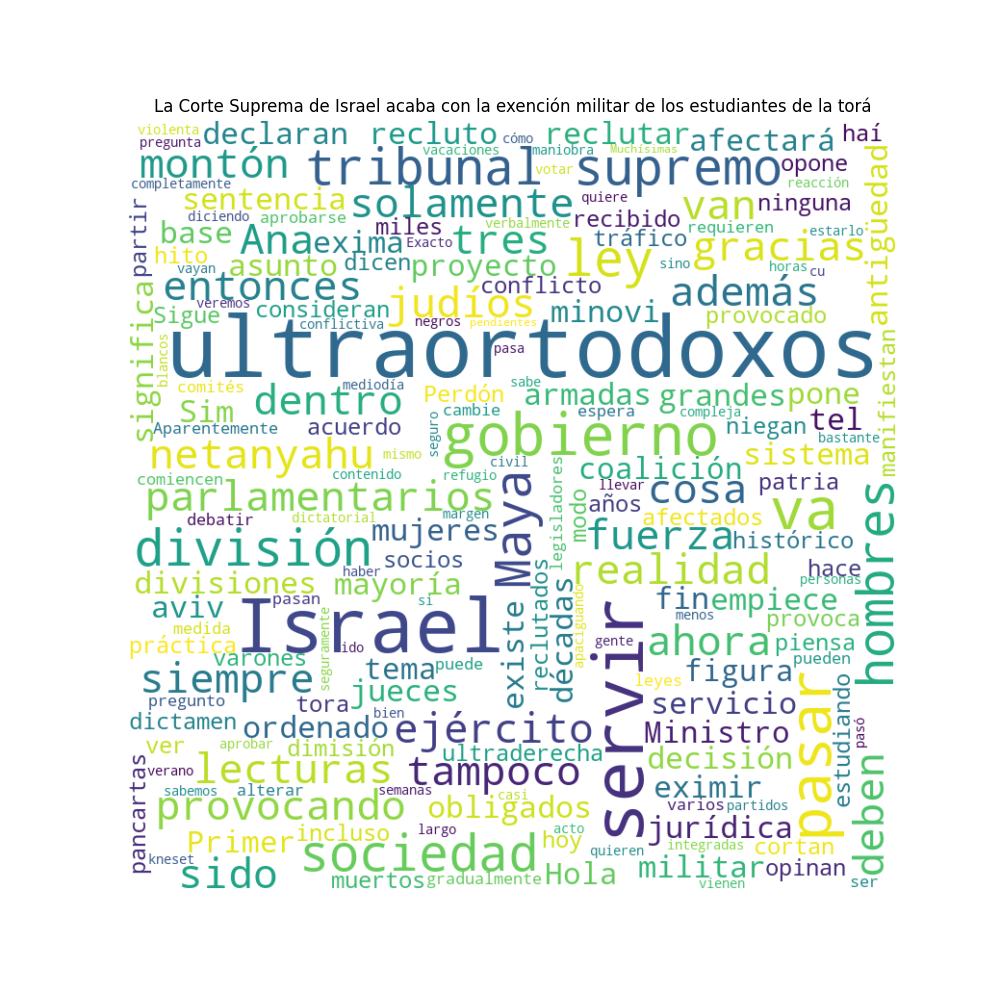 La Corte Suprema de Israel acaba con la exención militar de los estudiantes de la torá
violenta declaran recluto cómo reclutar afectará haí
pregunta vacaciones maniobra Muchísimas
montón tribunal supremo votar opone
completamente quiere reacción
sentencia solamente van ninguna antigüedad
partir diciendo aprobarse miles verbalmente recibido requieren estarlo
base Ana exima Exacto tres tráfico gracias
hito asunto dicen proyecto ley sino horas cu
vayan entonces conflicto además
veremos judíos minovi
significa Sigue consideran provocado
conflictiva negros pendientes
blancos ultraortodoxos pasa
comités mediodía sabe
Sim dentro Perdón armadas grandes pone manifiestan
Aparentemente acuerdo seguro cambie espera compleja niegan tel
netanyahu mismo gobierno sistema bastante
comiencen contenido refugio civil coalición
parlamentarios Maya llevar cosa patria
debatir dictatorial margen legisladores modo años afectados va
división mujeres fuerza histórico
socios realidad hace
divisiones haber mayoría personas hombres
aviv pasan si existe reclutados décadas apaciguando fin empiece
medida menos provoca
práctica Israel ido gente servir ahora piensa
varones seguramente tema puede figura pueden
siempre leyes
pregunto tora jueces servicio pasar
dictamen ordenado bien ejército Ministro estudiando pasó
ver aprobar dimisión ultraderecha decisión
pancartas verano lecturas tampoco eximir
sabemos alterar semanas casi varios partidos
provocando obligados jurídica deben
Primer incluso largo acto hoy integradas cortan
kneset sociedad quieren
sido muertos gradualmente Hola militar opinan
vienen ser